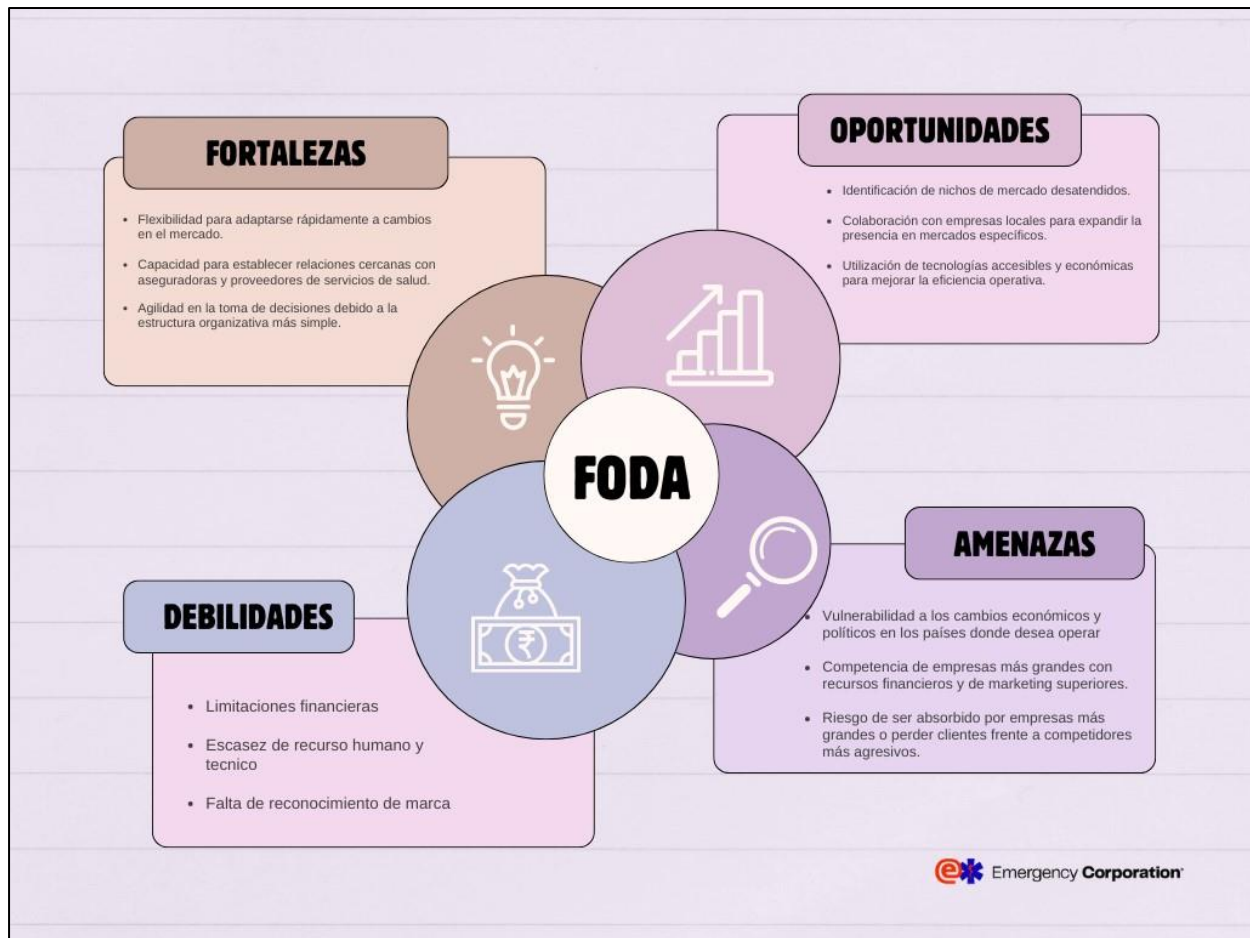 FORTALEZAS
• Flexibilidad para adaptarse rápidamente a cambios
en el mercado.
• Capacidad para establecer relaciones cercanas con
aseguradoras y proveedores de servicios de salud.
• Agilidad en la toma de decisiones debido a la
estructura organizativa más simple.
OPORTUNIDADES
• Identificación de nichos de mercado desatendidos.
• Colaboración con empresas locales para expandir la
presencia en mercados específicos.
• Utilización de tecnologías accesibles y económicas
para mejorar la eficiencia operativa.
FODA
₹
DEBILIDADES
• Limitaciones financieras
• Escasez de recurso humano y
tecnico
• Falta de reconocimiento de marca
AMENAZAS
• Vulnerabilidad a los cambios económicos y
políticos en los países donde desea operar
• Competencia de empresas más grandes con
recursos financieros y de marketing superiores.
• Riesgo de ser absorbido por empresas más
grandes o perder clientes frente a competidores
más agresivos.
e Emergency Corporation